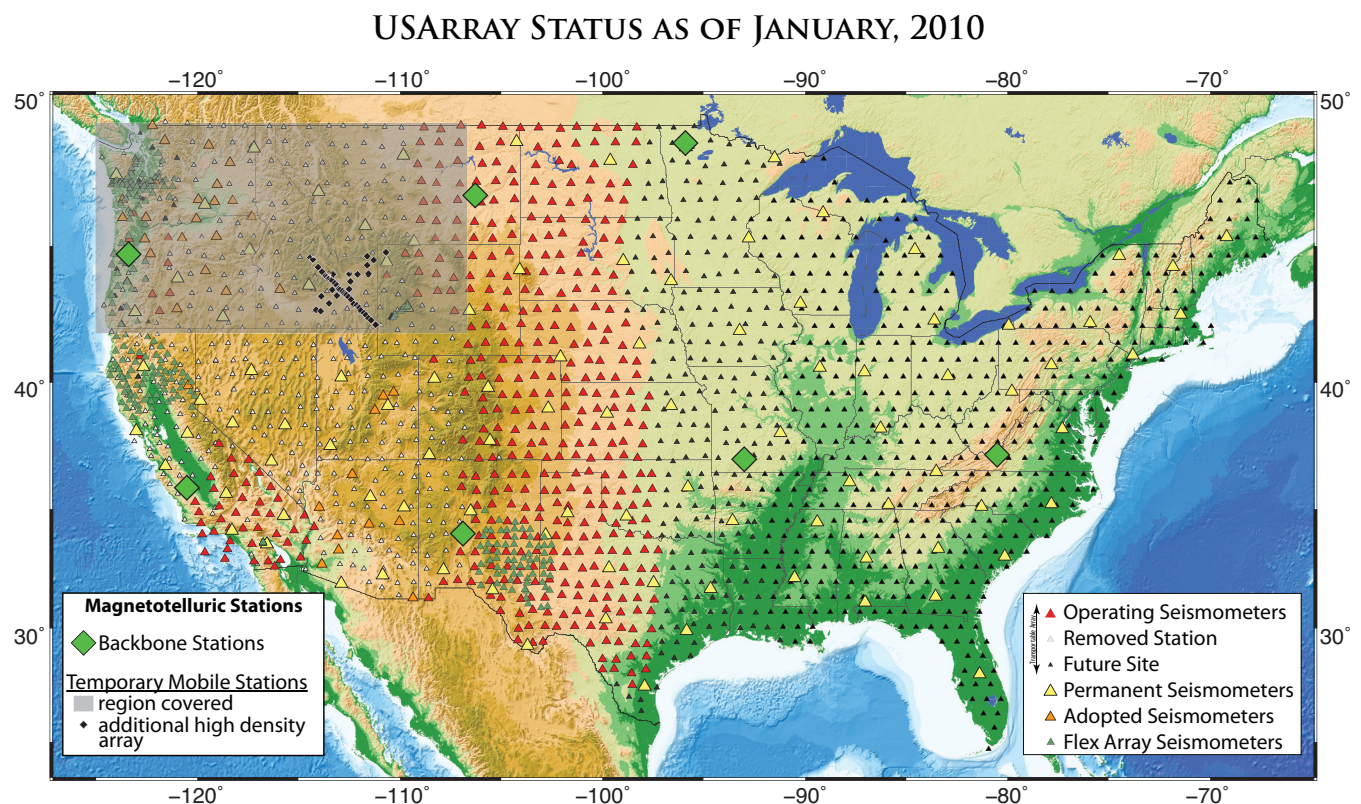 USArray Status as of January, 2010
−120° −110° −100° −90° −80° −70°
50° 50°
40° 40°
30° 30°
Magnetotelluric Stations
Backbone Stations
Temporary Mobile Stations
region covered
additional high density
array
Transportable Array
Operating Seismometers
Removed Station
Future Site
Permanent Seismometers
Adopted Seismometers
Flex Array Seismometers
−120° −110° −100° −90° −80° −70°